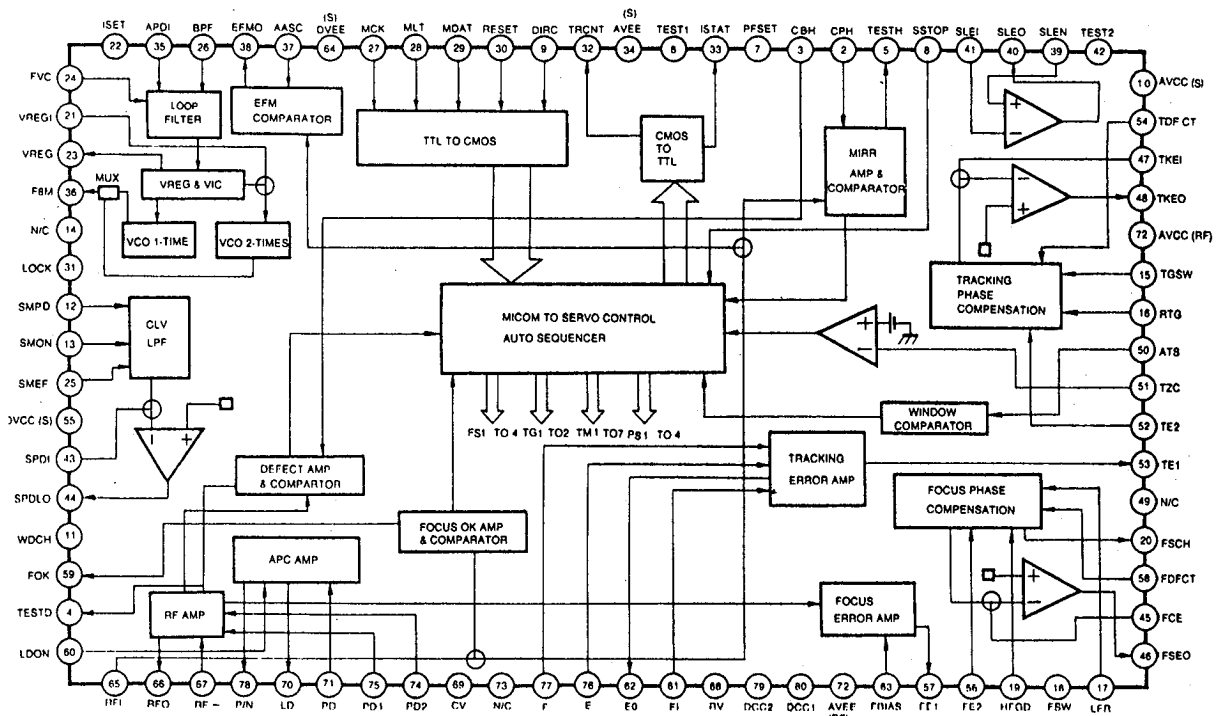 (S) (S)
ISET APDI BPF EFMO AASC DVEE MCK MLT MDAT RESET DIRC TRCNT AVEE TEST1 ISTAT PFSET CBH CPH TESTH SSTOP SLEI SLEO SLEN TEST2
22 35 26 38 37 64 27 28 29 30 9 32 34 6 33 7 3 2 5 8 41 40 39 42
FVC 24
VREGI 21
VREG 23
36
N/C 14
LOCK 31
SMPD 12
SMON 13
SMEF 25
DVCC (S) 55
SPDI 43
SPDLO 44
WDCH 11
FOK 59
TESTD 4
LDON 60
LOOP
FILTER
EFM
COMPARATOR
VREG & VIC
MUX
VCO 1-TIME
VCO 2-TIMES
CLV
LPF
TTL TO CMOS
CMOS
TO
TTL
MIRR
AMP &
COMPARATOR
MICOM TO SERVO CONTROL
AUTO SEQUENCER
FS1 TO 4 TG1 TO2 TM1 TO7 PS1 TO 4
WINDOW
COMPARATOR
TRACKING
PHASE
COMPENSATION
DEFECT AMP
& COMPARTOR
FOCUS OK AMP
& COMPARATOR
APC AMP
RF AMP
TRACKING
ERROR AMP
FOCUS
ERROR AMP
FOCUS PHASE
COMPENSATION
10 AVCC (S)
54 TDFCT
47 TKEI
48 TKEO
72 AVCC (RF)
15 TGSW
16 RTG
50 ATS
51 TZC
52 TE2
53 TE1
49 N/C
20 FSCH
58 FDFCT
45 FCE
46 FSEO
65 66 67 78 70 71 75 74 69 73 77 76 62 61 68 79 80 72 63 57 56 19 18 17
RFI RFO RF - P/N LD PD PD1 PD2 CV N/C F E EO EI RV DCC2 DCC1 AVEE FBIAS FE1 FE2 FSW LFR